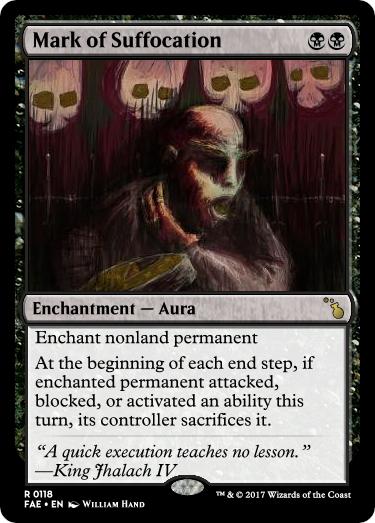 Mark of Suffocation
Enchantment — Aura
Enchant nonland permanent
At the beginning of each end step, if
enchanted permanent attacked,
blocked, or activated an ability this
turn, its controller sacrifices it.
“A quick execution teaches no lesson.”
—King Jhalach IV
R 0118
FAE • EN William Hand
™ & © 2017 Wizards of the Coast